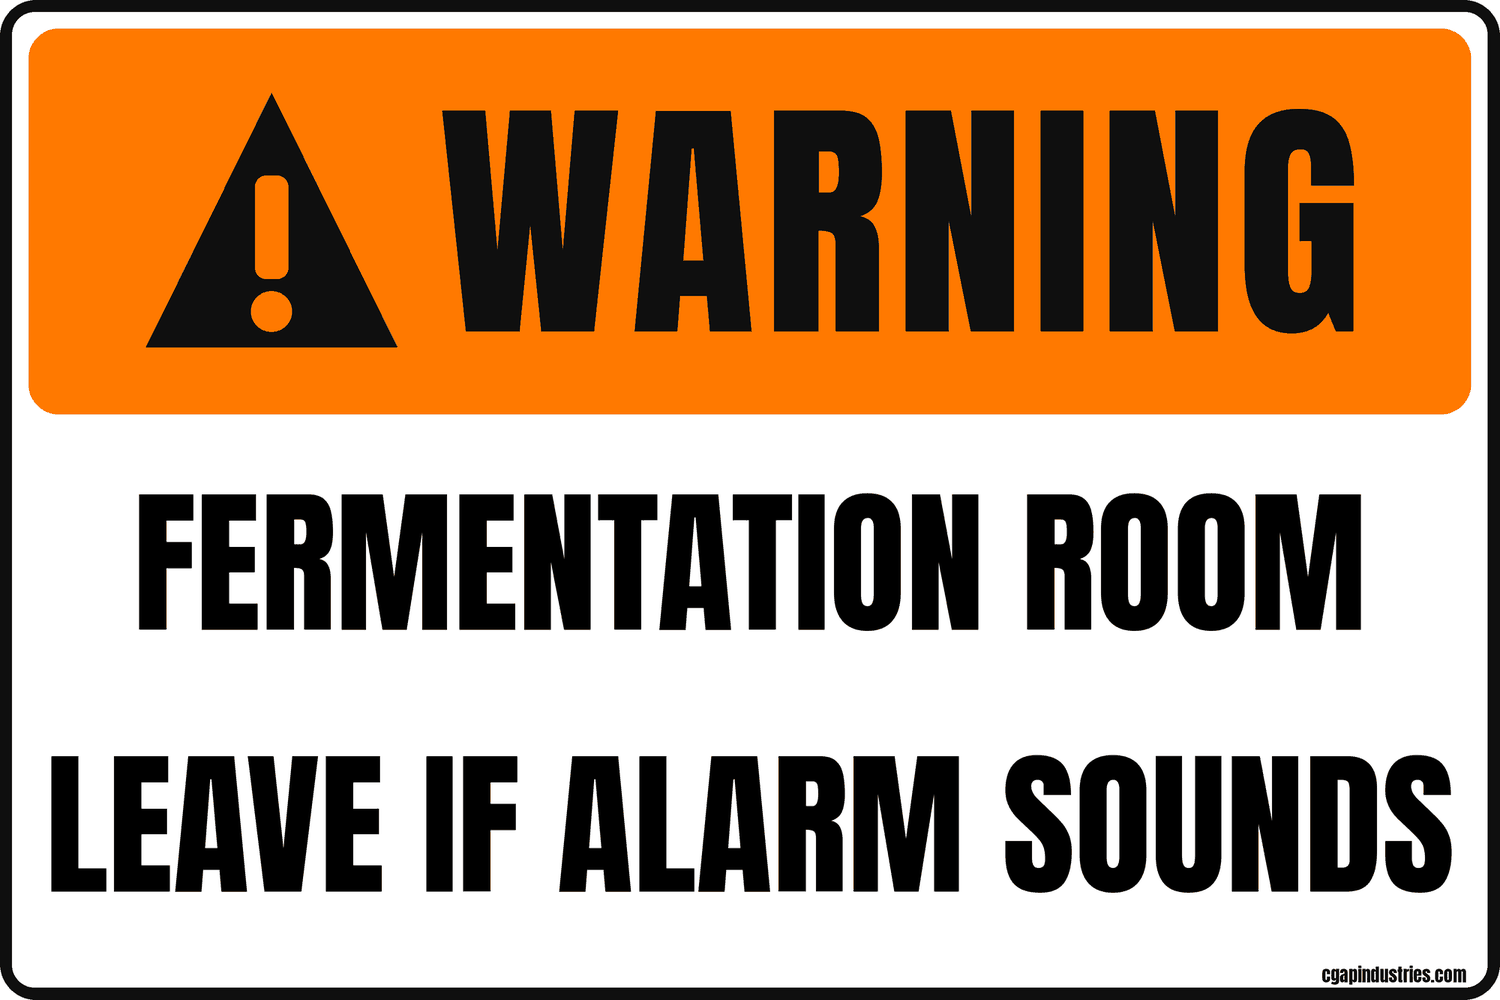 WARNING
FERMENTATION ROOM
LEAVE IF ALARM SOUNDS
cgapindustries.com